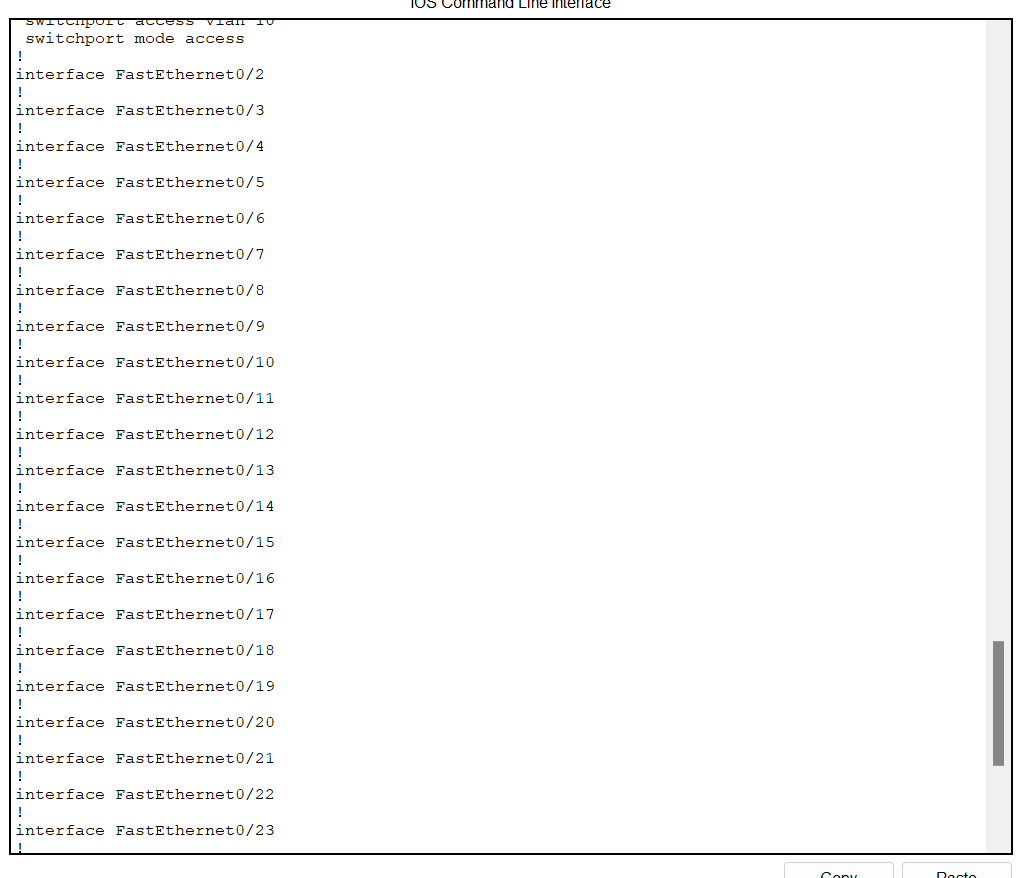 IOS Command Line Interface
switchport access vlan 10
switchport mode access
!
interface FastEthernet0/2
!
interface FastEthernet0/3
!
interface FastEthernet0/4
!
interface FastEthernet0/5
!
interface FastEthernet0/6
!
interface FastEthernet0/7
!
interface FastEthernet0/8
!
interface FastEthernet0/9
!
interface FastEthernet0/10
!
interface FastEthernet0/11
!
interface FastEthernet0/12
!
interface FastEthernet0/13
!
interface FastEthernet0/14
!
interface FastEthernet0/15
!
interface FastEthernet0/16
!
interface FastEthernet0/17
!
interface FastEthernet0/18
!
interface FastEthernet0/19
!
interface FastEthernet0/20
!
interface FastEthernet0/21
!
interface FastEthernet0/22
!
interface FastEthernet0/23
!
Copy
Paste